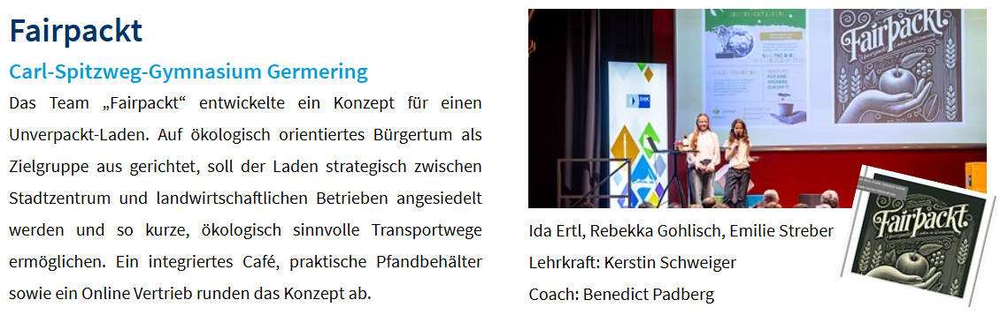 Fairpackt
Carl-Spitzweg-Gymnasium Germering
Das Team „Fairpackt“ entwickelte ein Konzept für einen
Unverpackt-Laden. Auf ökologisch orientiertes Bürgertum als
Zielgruppe aus gerichtet, soll der Laden strategisch zwischen
Stadtzentrum und landwirtschaftlichen Betrieben angesiedelt
werden und so kurze, ökologisch sinnvolle Transportwege
ermöglichen. Ein integriertes Café, praktische Pfandbehälter
sowie ein Online Vertrieb runden das Konzept ab.
Fairpackt.
IHK
Ida Ertl, Rebekka Gohlisch, Emilie Streber
Lehrkraft: Kerstin Schweiger
Coach: Benedict Padberg
Fairpackt.